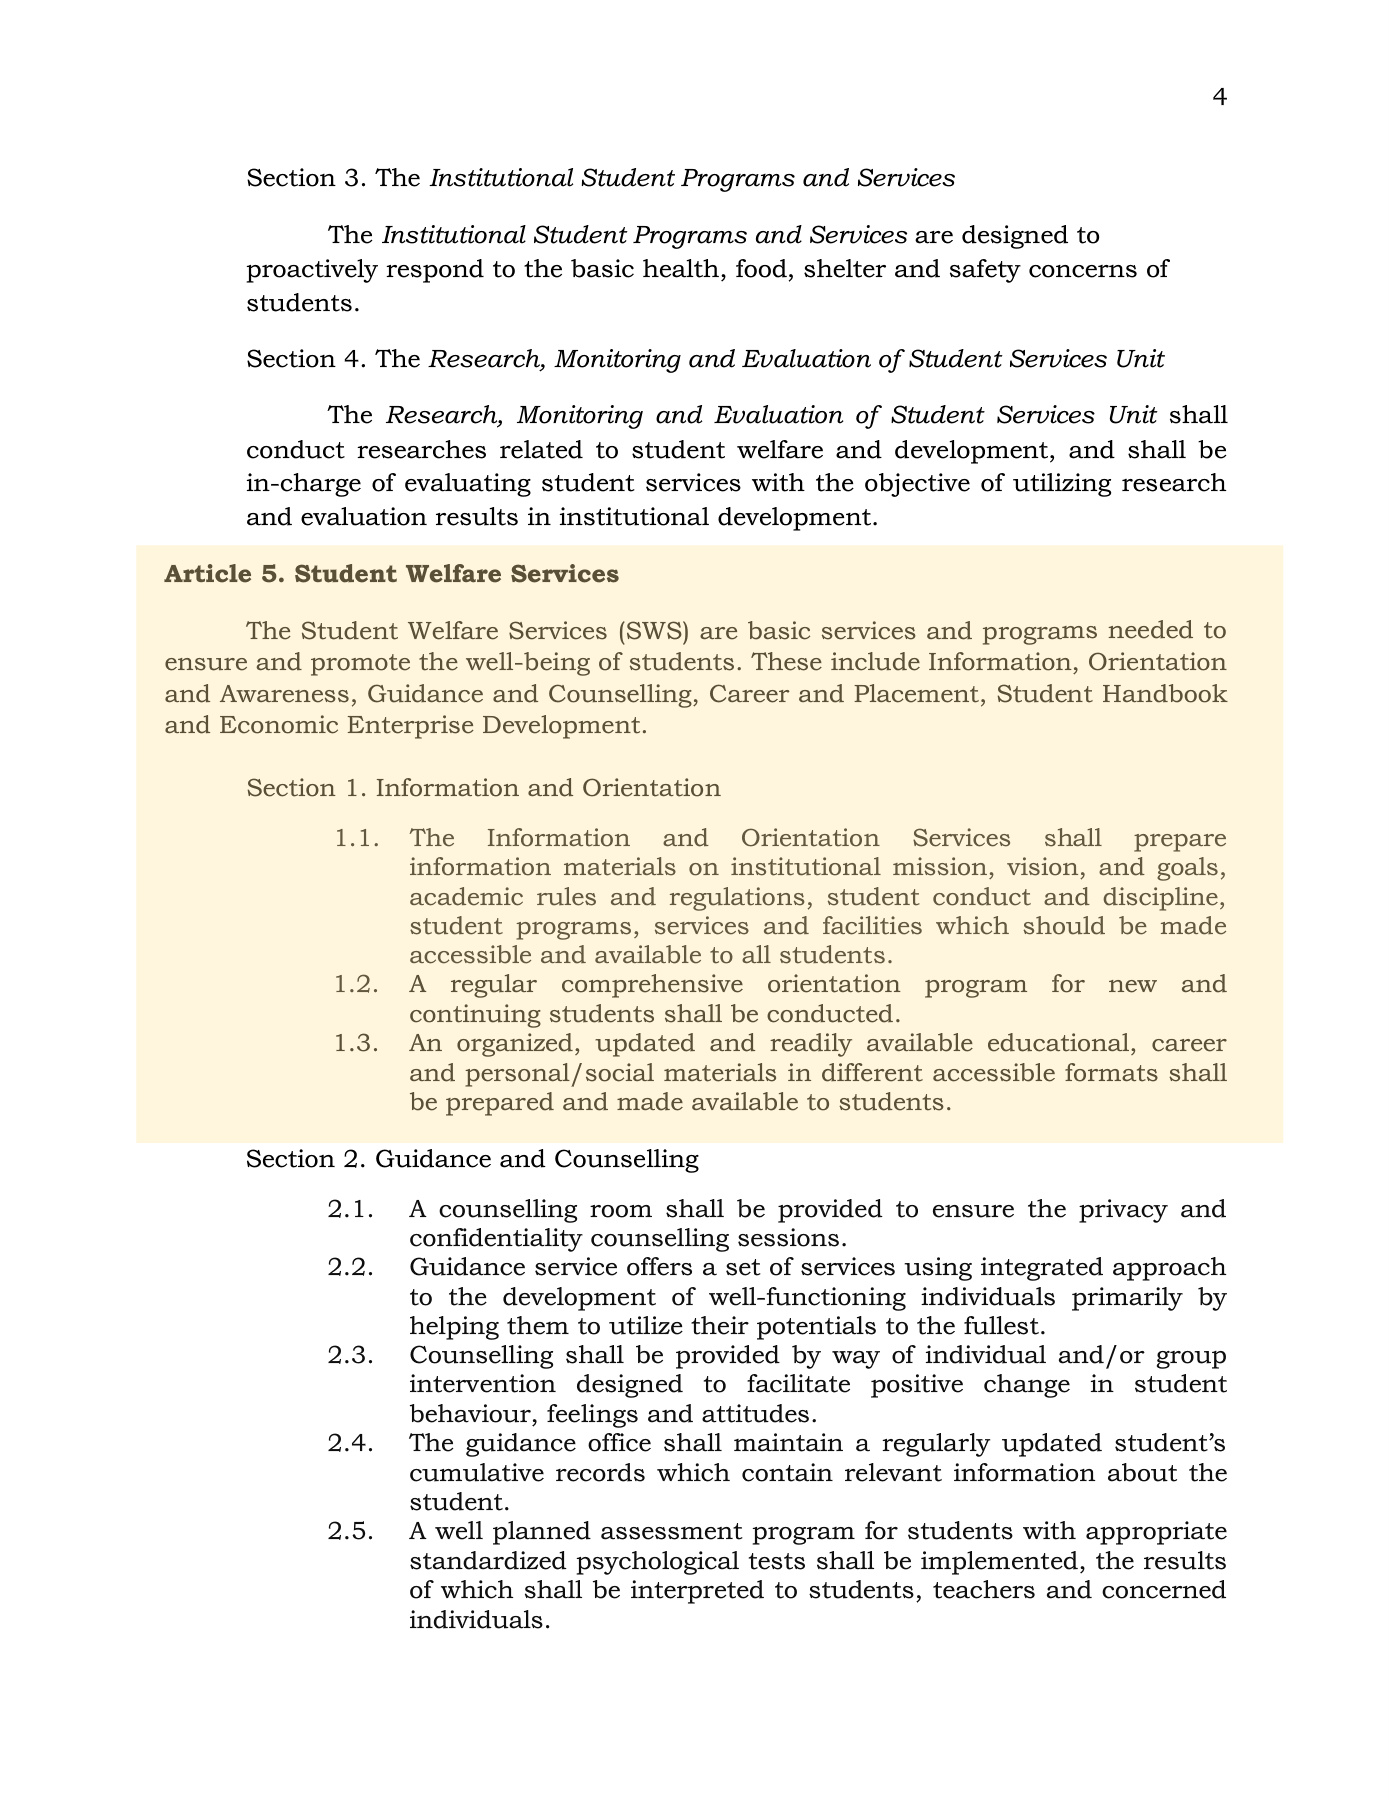 4
Section 3. The Institutional Student Programs and Services
The Institutional Student Programs and Services are designed to
proactively respond to the basic health, food, shelter and safety concerns of
students.
Section 4. The Research, Monitoring and Evaluation of Student Services Unit
The Research, Monitoring and Evaluation of Student Services Unit shall
conduct researches related to student welfare and development, and shall be
in-charge of evaluating student services with the objective of utilizing research
and evaluation results in institutional development.
Article 5. Student Welfare Services
The Student Welfare Services (SWS) are basic services and programs needed to
ensure and promote the well-being of students. These include Information, Orientation
and Awareness, Guidance and Counselling, Career and Placement, Student Handbook
and Economic Enterprise Development.
Section 1. Information and Orientation
1.1. The Information and Orientation Services shall prepare
information materials on institutional mission, vision, and goals,
academic rules and regulations, student conduct and discipline,
student programs, services and facilities which should be made
accessible and available to all students.
1.2. A regular comprehensive orientation program for new and
continuing students shall be conducted.
1.3. An organized, updated and readily available educational, career
and personal/social materials in different accessible formats shall
be prepared and made available to students.
Section 2. Guidance and Counselling
2.1. A counselling room shall be provided to ensure the privacy and
confidentiality counselling sessions.
2.2. Guidance service offers a set of services using integrated approach
to the development of well-functioning individuals primarily by
helping them to utilize their potentials to the fullest.
2.3. Counselling shall be provided by way of individual and/or group
intervention designed to facilitate positive change in student
behaviour, feelings and attitudes.
2.4. The guidance office shall maintain a regularly updated student’s
cumulative records which contain relevant information about the
student.
2.5. A well planned assessment program for students with appropriate
standardized psychological tests shall be implemented, the results
of which shall be interpreted to students, teachers and concerned
individuals.